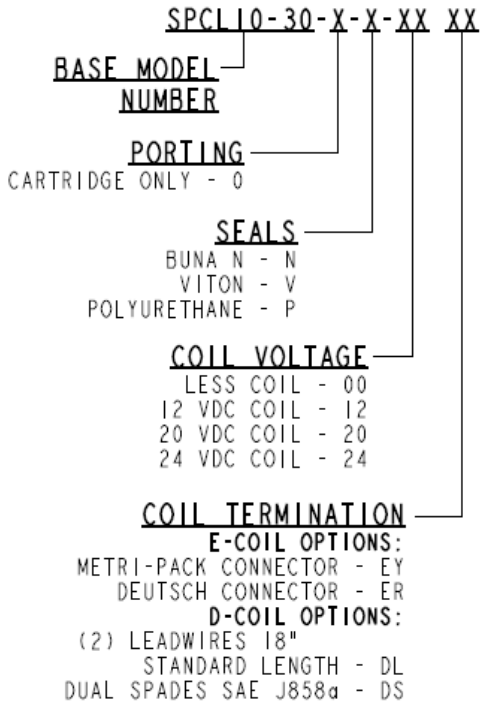 SPCL10-30-X-X-XX XX
BASE MODEL
NUMBER
PORTING
CARTRIDGE ONLY - 0
SEALS
BUNA N - N
VITON - V
POLYURETHANE - P
COIL VOLTAGE
LESS COIL - 00
12 VDC COIL - 12
20 VDC COIL - 20
24 VDC COIL - 24
COIL TERMINATION
E-COIL OPTIONS:
METRI-PACK CONNECTOR - EY
DEUTSCH CONNECTOR - ER
D-COIL OPTIONS:
(2) LEADWIRES 18"
STANDARD LENGTH - DL
DUAL SPADES SAE J858a - DS